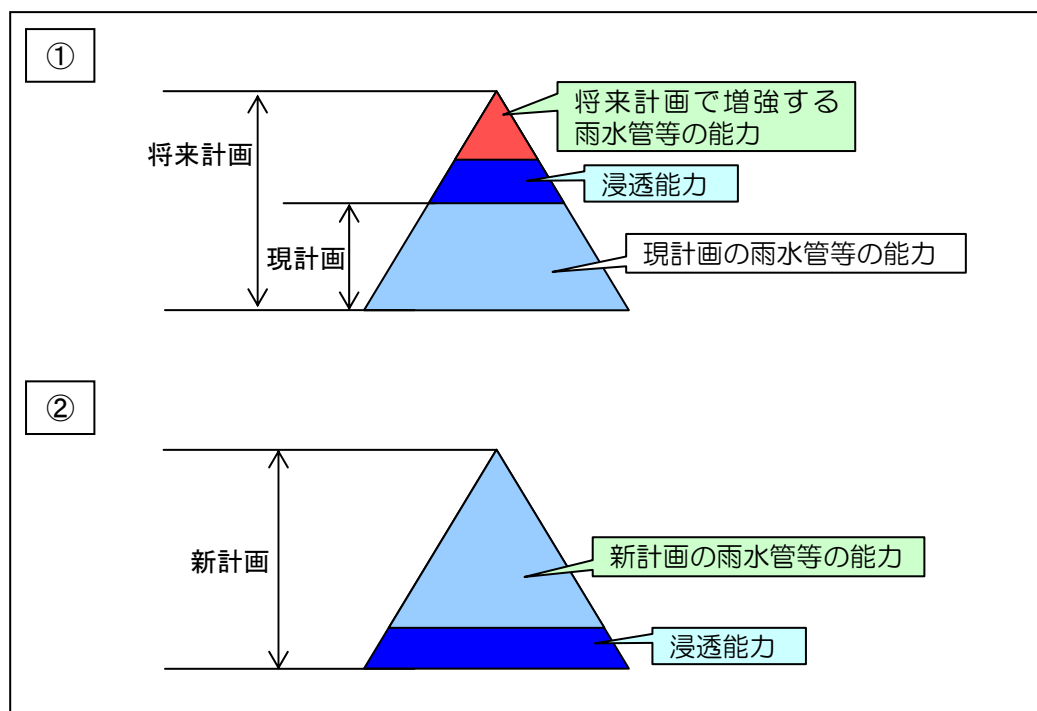 ①
将来計画で増強する
雨水管等の能力
将来計画
浸透能力
現計画
現計画の雨水管等の能力
②
新計画
新計画の雨水管等の能力
浸透能力